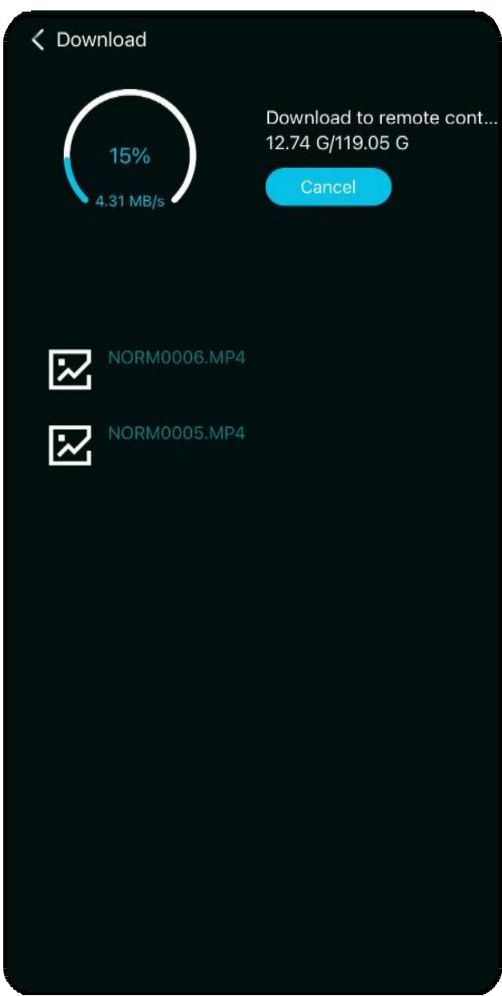 Download
Download to remote cont...
12.74 G/119.05 G
15%
4.31 MB/s
Cancel
NORM0006.MP4
NORM0005.MP4